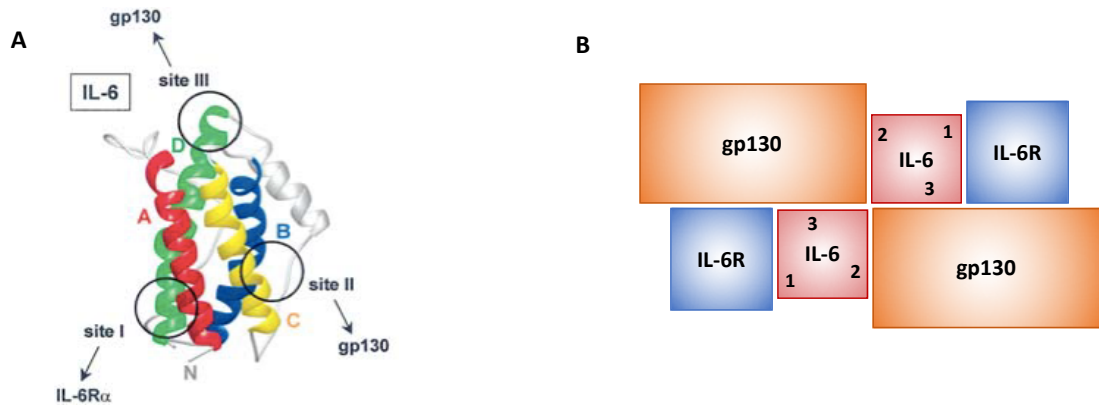 A
gp130
IL-6
site III
D
A
B
site I
site II
C
N
gp130
IL-6Rα
B
gp130
2
1
IL-6
3
IL-6R
IL-6R
3
IL-6
1
2
gp130